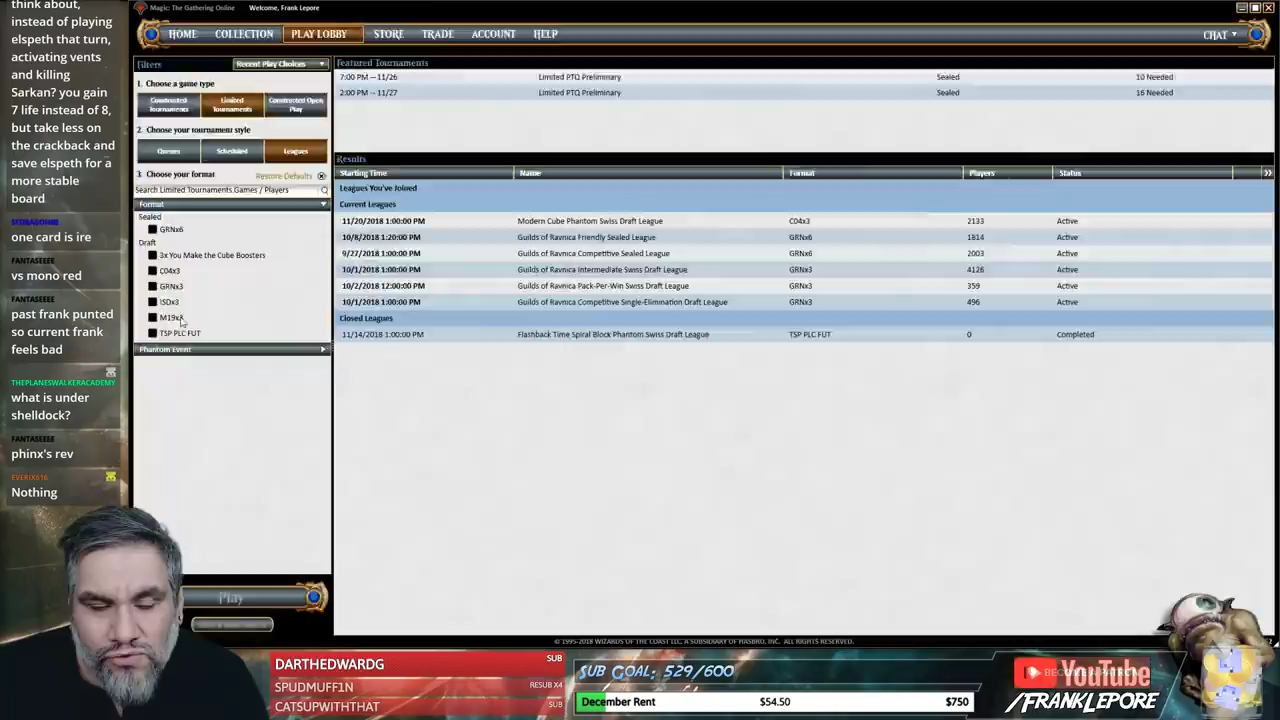 think about,
instead of playing
elspeth that turn,
activating vents
and killing
Sarkan? you gain
7 life instead of 8,
but take less on
the crackback and
save elspeth for a
more stable
board
one card is ire
FANTASEEEE
vs mono red
FANTASEEEE
past frank punted
so current frank
feels bad
THEPLANESWALKERACADEMY
what is under
shelldock?
FANTASEEEE
phinx's rev
EVERIX616
Nothing
Magic: The Gathering Online
Welcome, Frank Lepore
HOME
COLLECTION
PLAY LOBBY
STORE
TRADE
ACCOUNT
HELP
CHAT
Filters
Recent Play Choices
1. Choose a game type
Constructed Tournaments
Limited Tournaments
Constructed Open Play
2. Choose your tournament style
Queues
Scheduled
Leagues
3. Choose your format
Restore Defaults
Search Limited Tournaments Games / Players
Format
Sealed
GRNx6
Draft
3x You Make the Cube Boosters
C04x3
GRNx3
ISDx3
M19x3
TSP PLC FUT
Phantom Event
Play
Featured Tournaments
7:00 PM -- 11/26 Limited PTQ Preliminary Sealed 10 Needed
2:00 PM -- 11/27 Limited PTQ Preliminary Sealed 16 Needed
Results
Starting Time Name Format Players Status
Leagues You've Joined
Current Leagues
11/20/2018 1:00:00 PM Modern Cube Phantom Swiss Draft League C04x3 2133 Active
10/8/2018 1:20:00 PM Guilds of Ravnica Friendly Sealed League GRNx6 1814 Active
9/27/2018 1:00:00 PM Guilds of Ravnica Competitive Sealed League GRNx6 2003 Active
10/1/2018 1:00:00 PM Guilds of Ravnica Intermediate Swiss Draft League GRNx3 4126 Active
10/2/2018 12:00:00 PM Guilds of Ravnica Pack-Per-Win Swiss Draft League GRNx3 359 Active
10/1/2018 1:00:00 PM Guilds of Ravnica Competitive Single-Elimination Draft League GRNx3 496 Active
Closed Leagues
11/14/2018 1:00:00 PM Flashback Time Spiral Block Phantom Swiss Draft League TSP PLC FUT 0 Completed
© 1995-2018 WIZARDS OF THE COAST LLC, A SUBSIDIARY OF HASBRO, INC. ALL RIGHTS RESERVED.
DARTHEDWARDG SUB
SPUDMUFF1N RESUB X4
CATSUPWITHTHAT SUB
SUB GOAL: 529/600
December Rent $54.50 $750
YouTube
/FRANKLEPORE